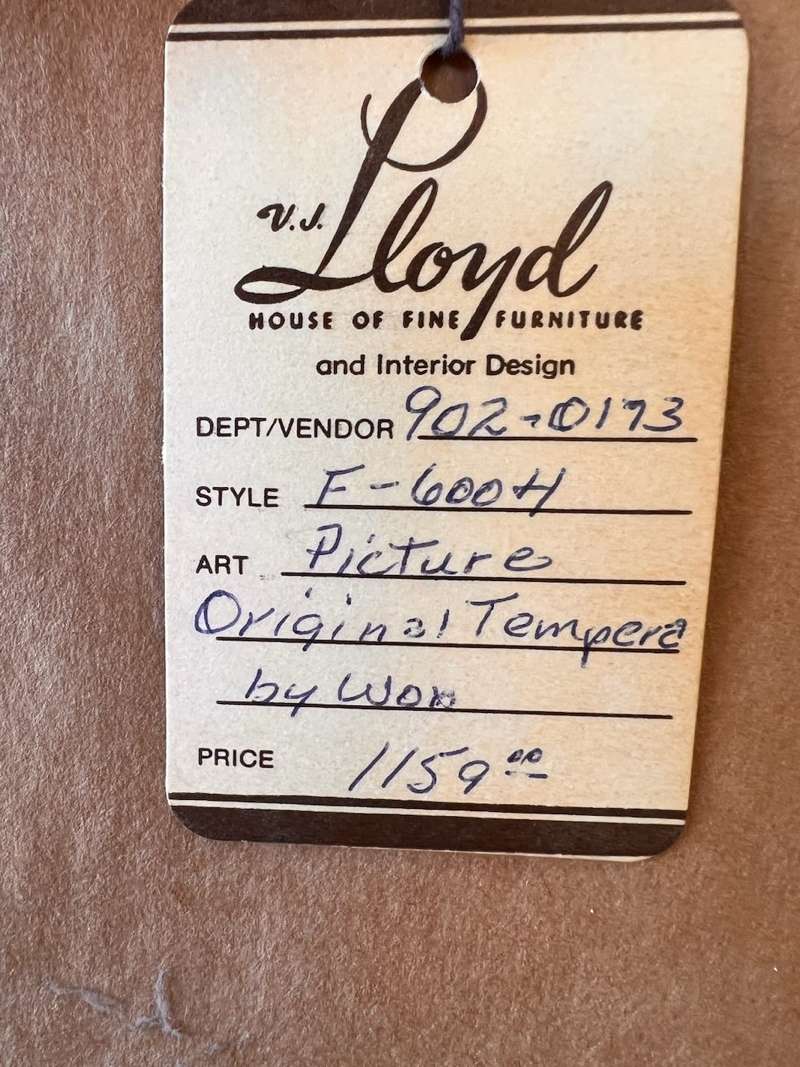 V.J. Lloyd
HOUSE OF FINE FURNITURE
and Interior Design
DEPT/VENDOR 902-0173
STYLE F-600H
ART Picture
Original Tempera
by Won
PRICE 1159.00